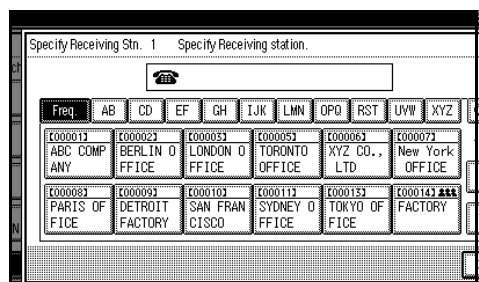 Specify Receiving Stn. 1 Specify Receiving station.
ch
Freq. AB CD EF GH IJK LMN OPQ RST UVW XYZ
[00001] [00002] [00003] [00005] [00006] [00007]
ABC COMP BERLIN O LONDON O TORONTO XYZ CO., New York
ANY FFICE FFICE OFFICE LTD OFFICE
[00008] [00009] [00010] [00011] [00013] [00014]
PARIS OF DETROIT SAN FRAN SYDNEY O TOKYO OF FACTORY
FICE FACTORY CISCO FFICE FICE
N